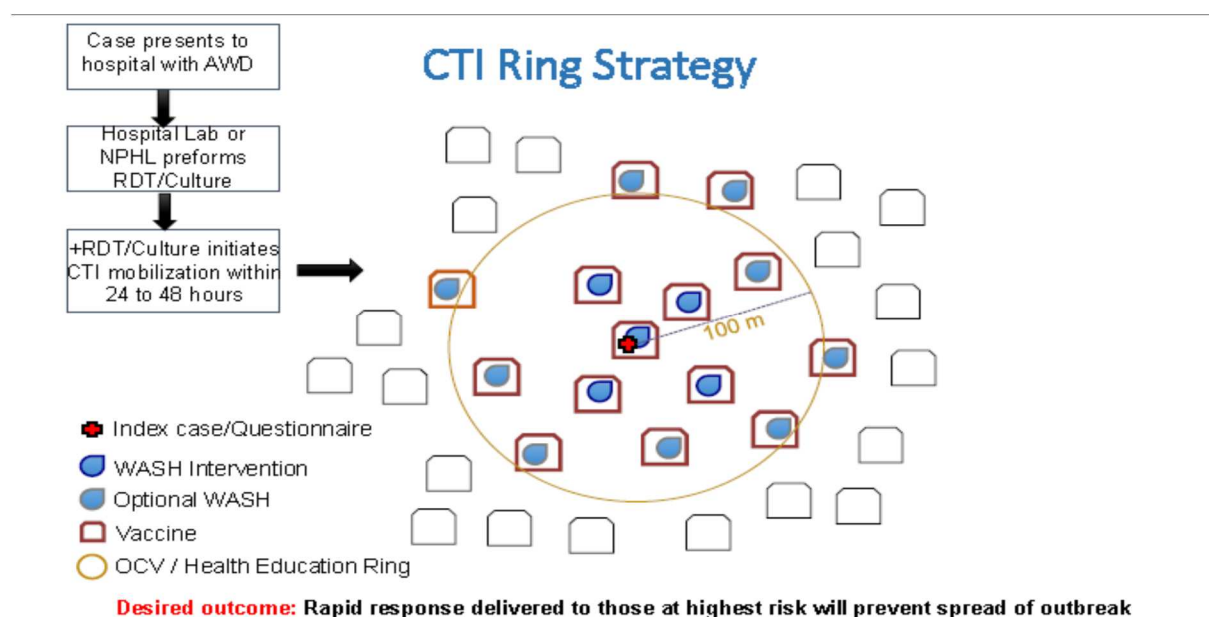 Case presents to
hospital with AWD
CTI Ring Strategy
Hospital Lab or
NPHL preforms
RDT/Culture
+RDT/Culture initiates
CTI mobilization within
24 to 48 hours
100 m
Index case/Questionnaire
WASH Intervention
Optional WASH
Vaccine
OCV / Health Education Ring
Desired outcome: Rapid response delivered to those at highest risk will prevent spread of outbreak